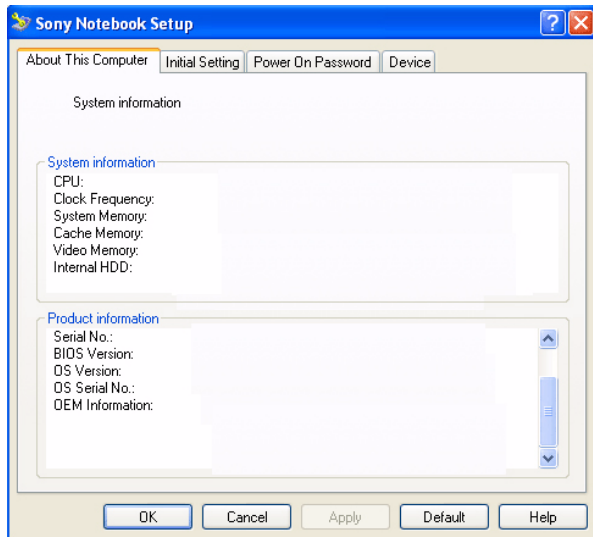 Sony Notebook Setup
About This Computer Initial Setting Power On Password Device
System information
System information
CPU:
Clock Frequency:
System Memory:
Cache Memory:
Video Memory:
Internal HDD:
Product information
Serial No.:
BIOS Version:
OS Version:
OS Serial No.:
OEM Information:
OK Cancel Apply Default Help